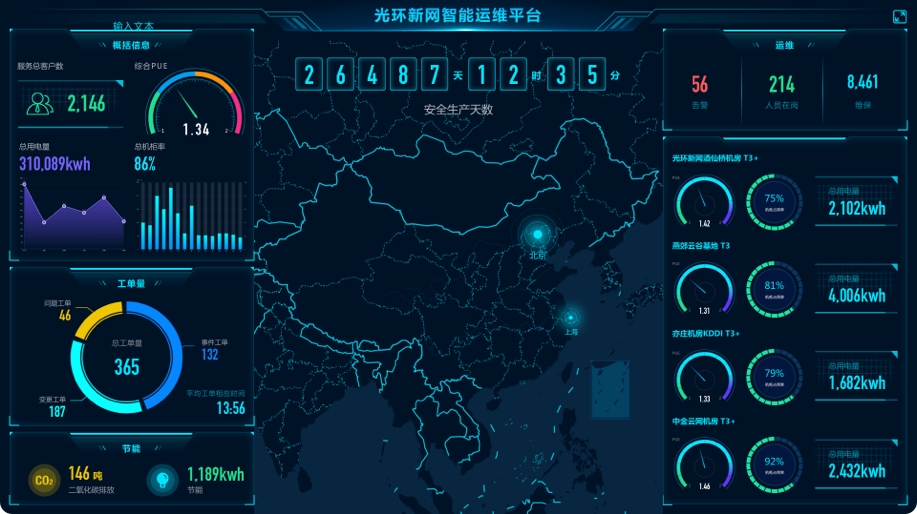 光环新网智能运维平台
输入文本
概括信息
服务总客户数
2,146
综合PUE
1.34
1
2
总用电量
310,089kwh
总机柜率
86%
工单量
问题工单
46
总工单量
365
事件工单
132
变更工单
187
平均工单相应时间
13:56
节能
CO₂
146 吨
二氧化碳排放
1,189kwh
节能
26487天12时35分
安全生产天数
北京
上海
运维
56
告警
214
人员在岗
8,461
维保
光环新网酒仙桥机房 T3+
PUE
1.42
75%
机柜占用率
总用电量
2,102kwh
燕郊云谷基地 T3
PUE
1.31
81%
机柜占用率
总用电量
4,006kwh
亦庄机房KDDI T3+
PUE
1.33
79%
机柜占用率
总用电量
1,682kwh
中金云网机房 T3+
PUE
1.46
92%
机柜占用率
总用电量
2,432kwh